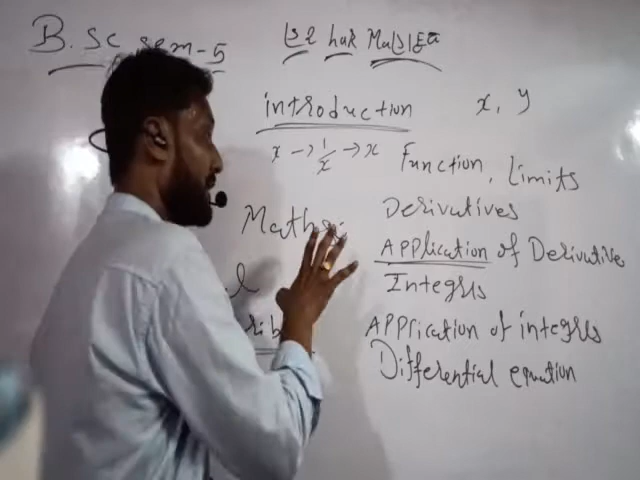 B.Sc sem-5
introduction
x, y
x → 1/x → x
Function, Limits
Derivatives
Application of Derivative
Integrls
Application of integrls
Differential equation